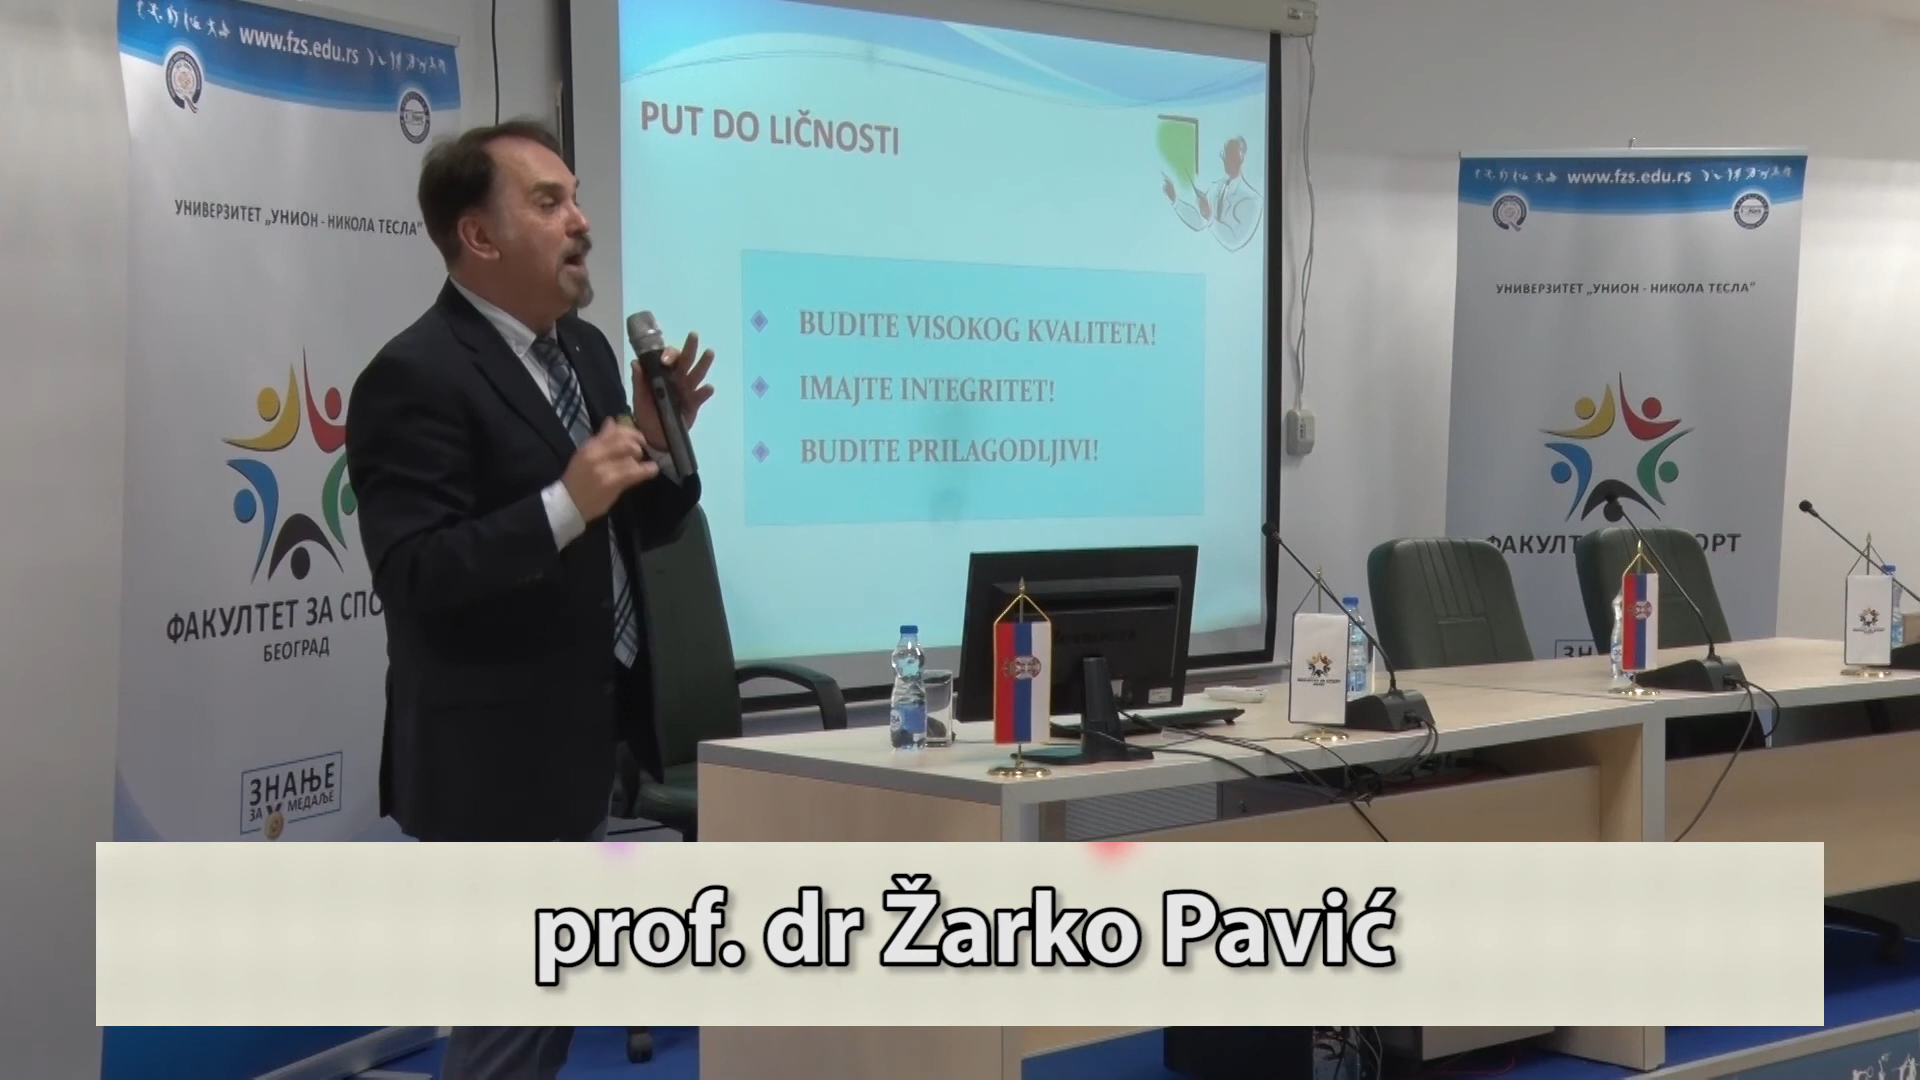 www.fzs.edu.rs
УНИВЕРЗИТЕТ „УНИОН - НИКОЛА ТЕСЛА"
ФАКУЛТЕТ ЗА СПО
БЕОГРАД
ЗНАЊЕ
ЗА МЕДАЉЕ
PUT DO LIČNOSTI
BUDITE VISOKOG KVALITETA!
IMAJTE INTEGRITET!
BUDITE PRILAGODLJIVI!
www.fzs.edu.rs
УНИВЕРЗИТЕТ „УНИОН - НИКОЛА ТЕСЛА"
ФАКУЛТ ОРТ
ЗН
prof. dr Žarko Pavić